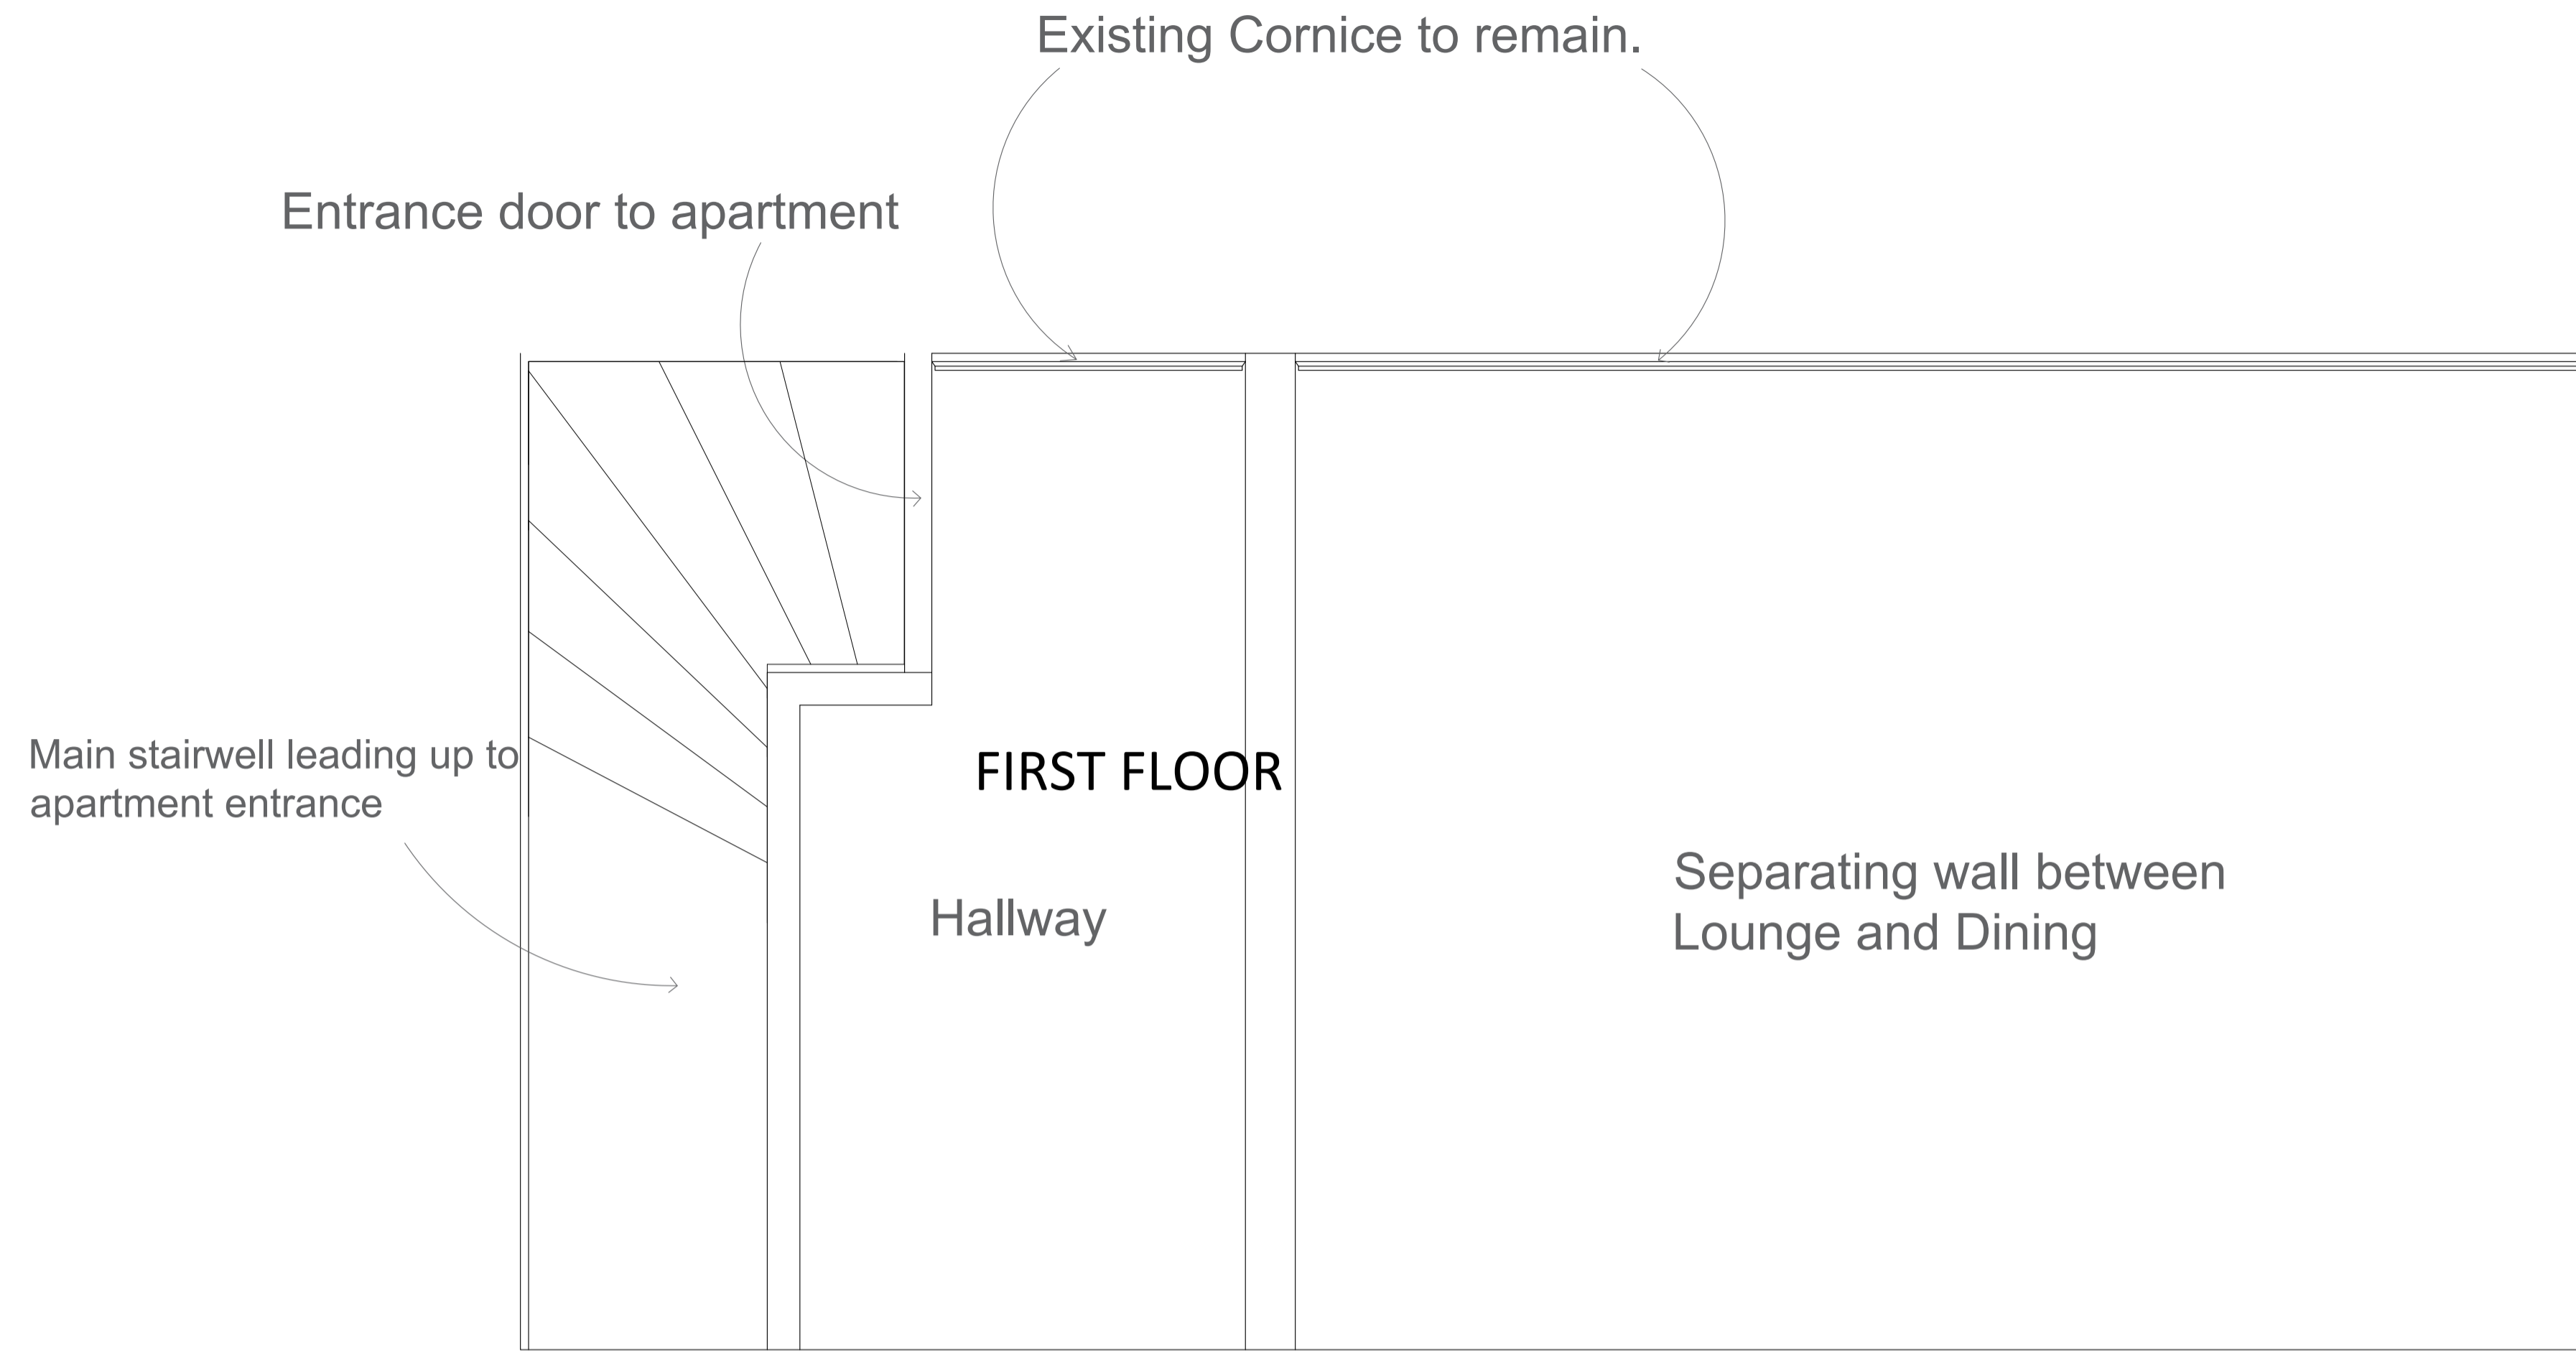 Existing Cornice to remain.
Entrance door to apartment
Main stairwell leading up to
apartment entrance
FIRST FLOOR
Hallway
Separating wall between
Lounge and Dining